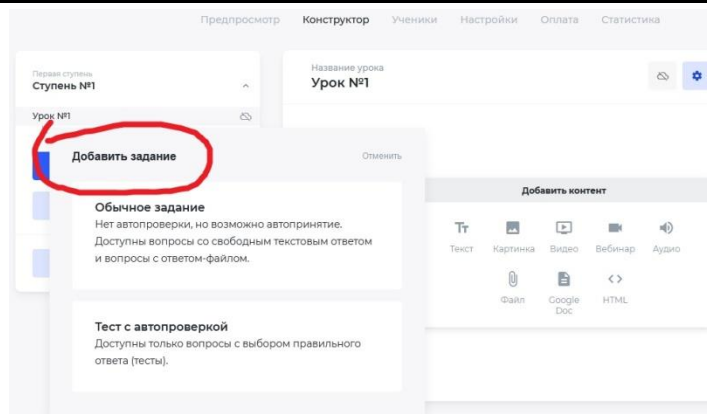 Предпросмотр Конструктор Ученики Настройки Оплата Статистика
Первая ступень
Ступень №1
Урок №1
Название урока
Урок №1
Добавить задание
Отменить
Обычное задание
Нет автопроверки, но возможно автопринятие.
Доступны вопросы со свободным текстовым ответом
и вопросы с ответом-файлом.
Тест с автопроверкой
Доступны только вопросы с выбором правильного
ответа (тесты).
Добавить контент
Тт
Текст Картинка Видео Вебинар Аудио
Файл Google Doc HTML